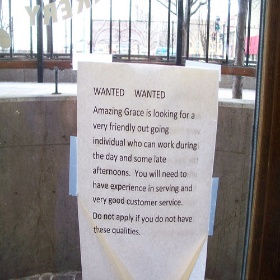 KERY
WANTED WANTED
Amazing Grace is looking for a
very friendly out going
individual who can work during
the day and some late
afternoons. You will need to
have experience in serving and
very good customer service.
Do not apply if you do not have
these qualities.